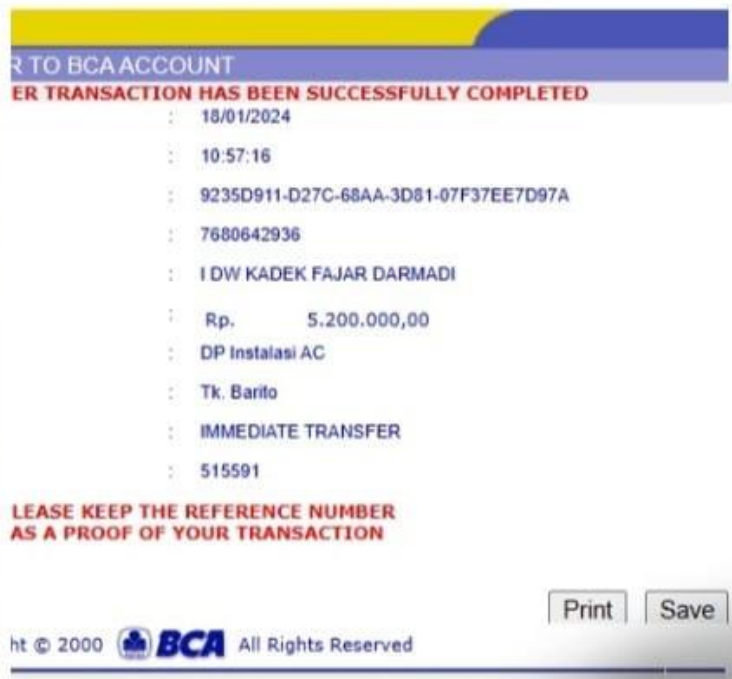 R TO BCA ACCOUNT
ER TRANSACTION HAS BEEN SUCCESSFULLY COMPLETED
: 18/01/2024
: 10:57:16
: 9235D911-D27C-68AA-3D81-07F37EE7D97A
: 7680642936
: I DW KADEK FAJAR DARMADI
: Rp. 5.200.000,00
: DP Instalasi AC
: Tk. Barito
: IMMEDIATE TRANSFER
: 515591
LEASE KEEP THE REFERENCE NUMBER
AS A PROOF OF YOUR TRANSACTION
Print Save
ht © 2000 BCA All Rights Reserved